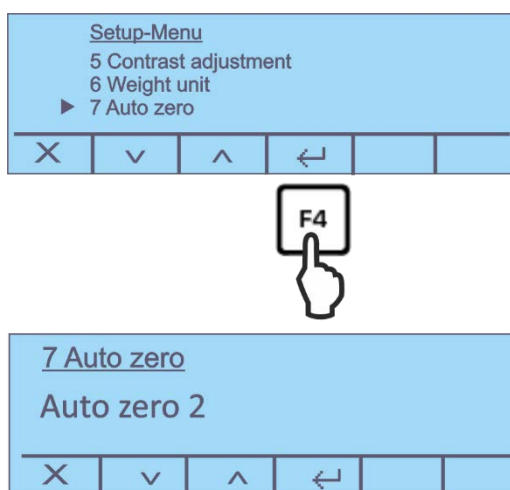 Setup-Menu
5 Contrast adjustment
6 Weight unit
7 Auto zero
F4
7 Auto zero
Auto zero 2